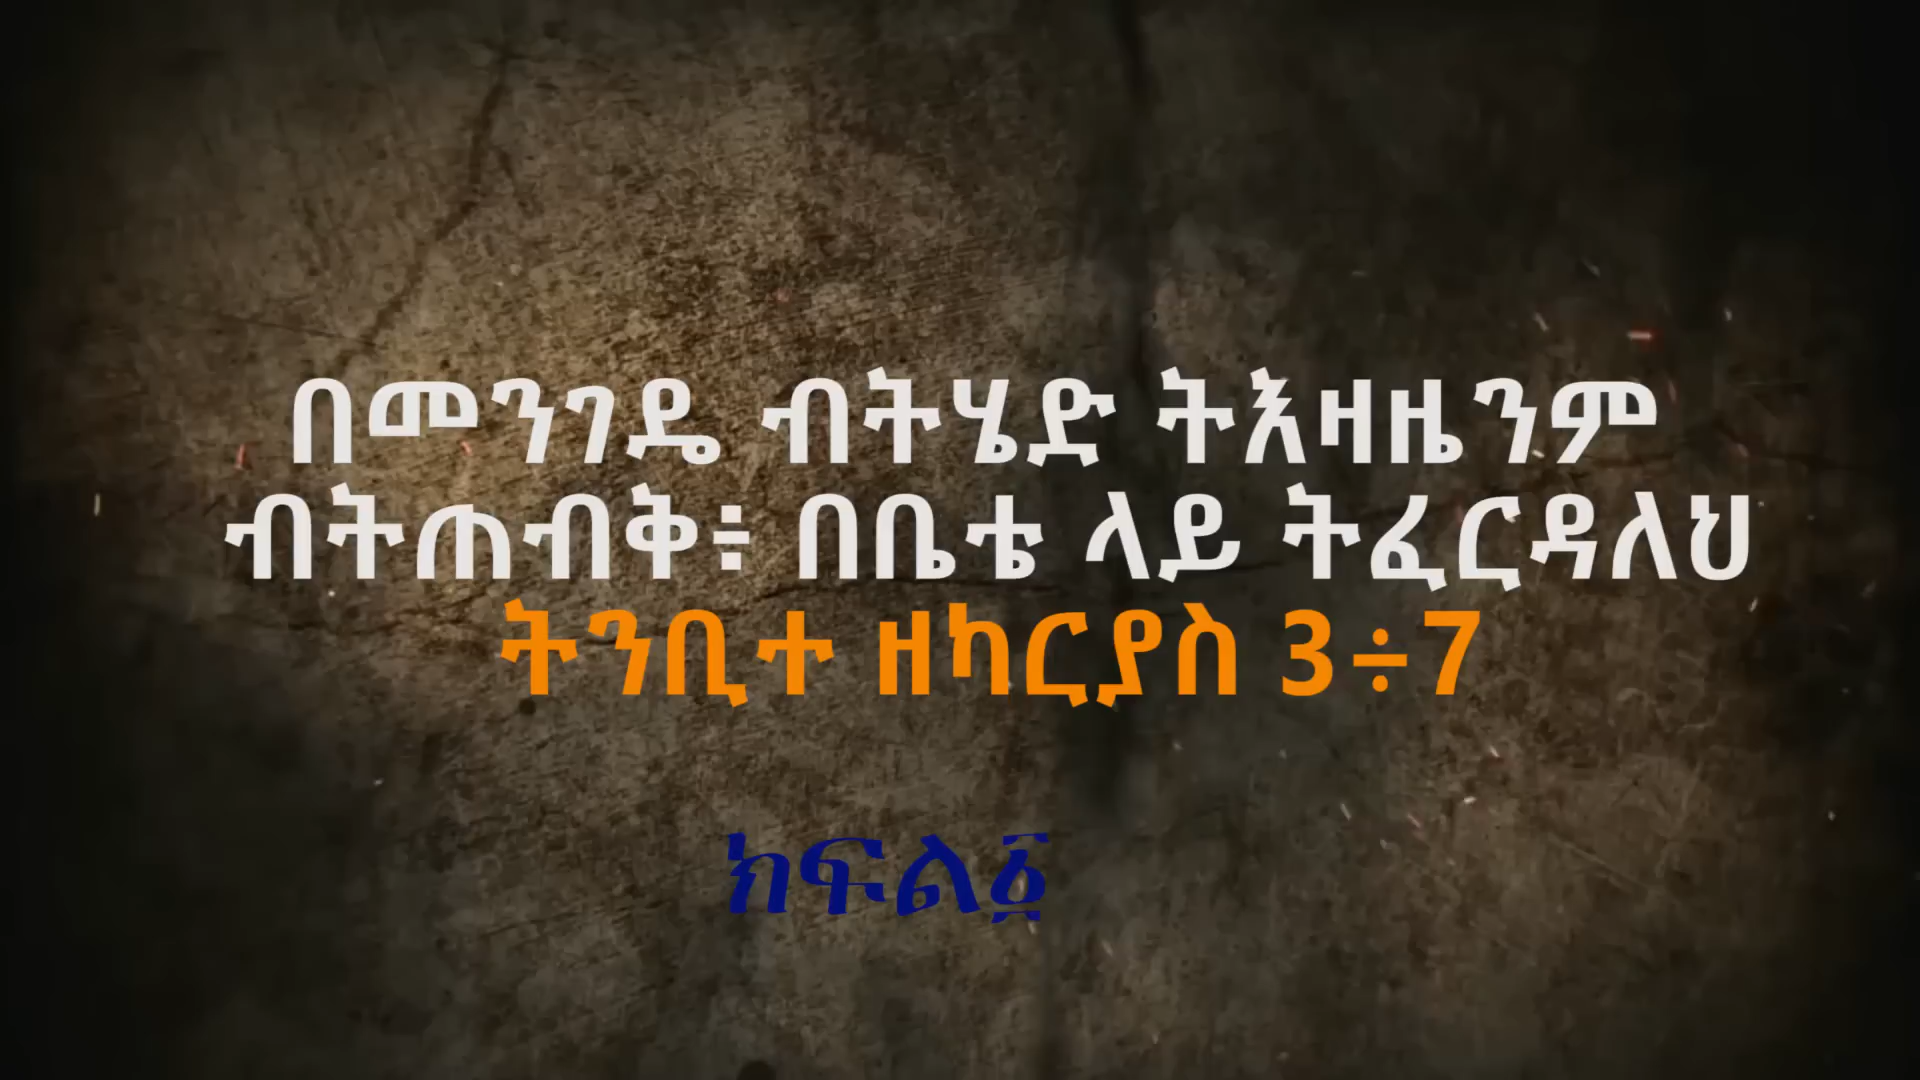 በመንገዴ ብትሄድ ትእዛዜንም
ብትጠብቅ፥ በቤቴ ላይ ትፈርዳለህ
ትንቢተ ዘካርያስ 3÷7
ክፍል፩